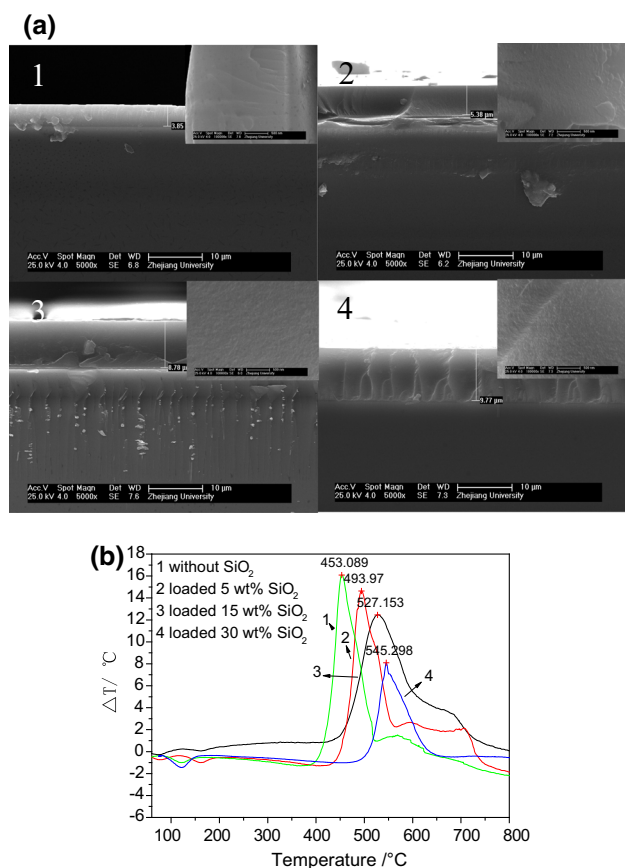 (a)
1
3.85
Acc.V Spot Magn Det WD 10 µm
25.0 kV 4.0 5000x SE 6.8 Zhejiang University
2
5.38 µm
Acc.V Spot Magn Det WD 10 µm
25.0 kV 4.0 5000x SE 6.2 Zhejiang University
3
8.78 µm
Acc.V Spot Magn Det WD 10 µm
25.0 kV 4.0 5000x SE 7.6 Zhejiang University
4
9.77 µm
Acc.V Spot Magn Det WD 10 µm
25.0 kV 4.0 5000x SE 7.3 Zhejiang University
(b)
18
16
14
12
10
8
6
4
2
0
-2
-4
-6
△T/ ℃
1 without SiO₂
2 loaded 5 wt% SiO₂
3 loaded 15 wt% SiO₂
4 loaded 30 wt% SiO₂
453.089
493.97
527.153
545.298
1
2
3
4
100 200 300 400 500 600 700 800
Temperature /°C